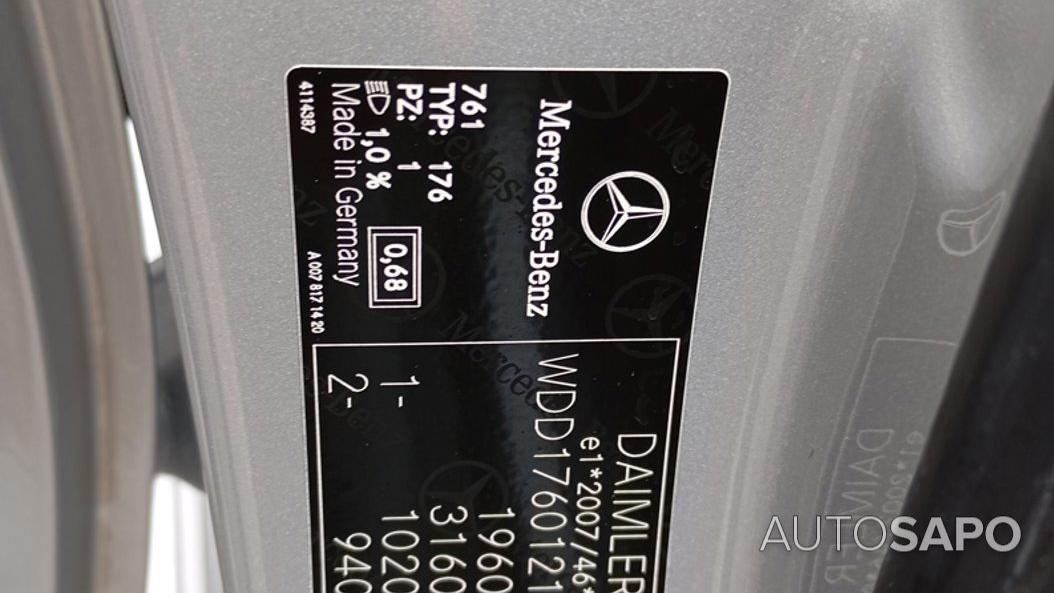 Mercedes-Benz
761
TYP: 176
PZ: 1
1,0 %
0,68
Made in Germany
4114387
A 007 817 14 20
DAIMLER
e1*2007/46*
WDD1760121
1960
3160
1- 1020
2- 940
AUTOSAPO